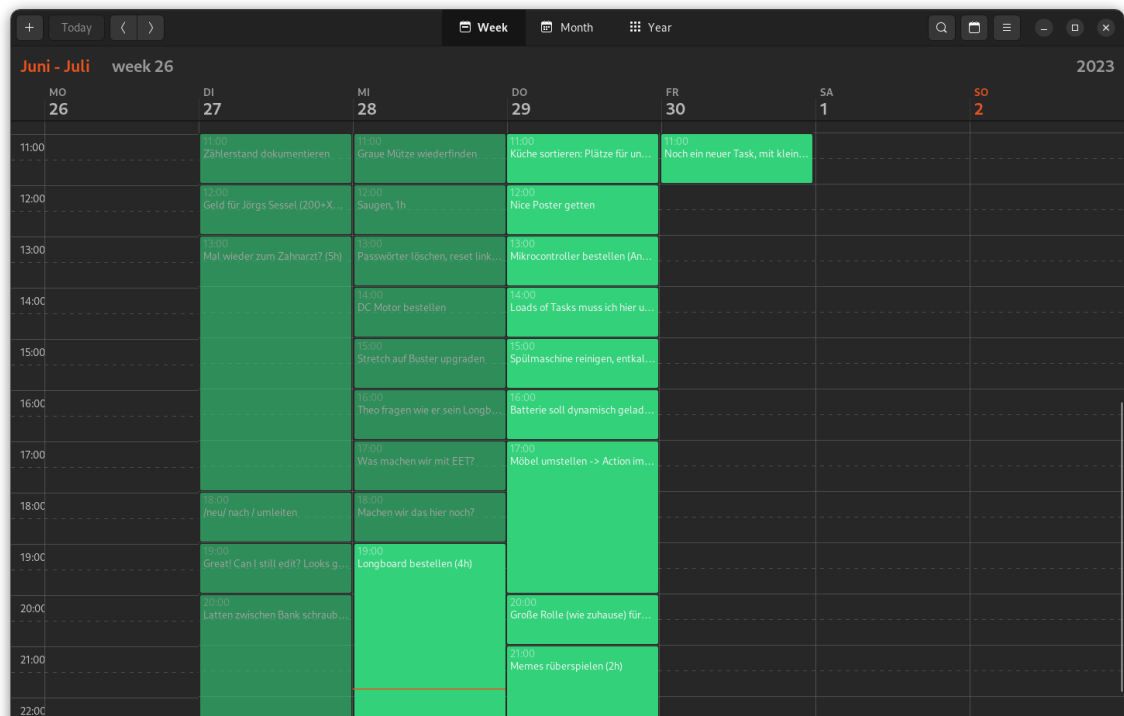 Today
Week
Month
Year
Juni - Juli week 26
2023
MO
26
DI
27
MI
28
DO
29
FR
30
SA
1
SO
2
11:00
12:00
13:00
14:00
15:00
16:00
17:00
18:00
19:00
20:00
21:00
22:00
11:00
Zählerstand dokumentieren
12:00
Geld für Jörgs Sessel (200+X...
13:00
Mal wieder zum Zahnarzt? (5h)
18:00
/neu/ nach / umleiten
19:00
Great! Can I still edit? Looks g...
20:00
Latten zwischen Bank schraub...
11:00
Graue Mütze wiederfinden
12:00
Saugen, 1h
13:00
Passwörter löschen, reset link...
14:00
DC Motor bestellen
15:00
Stretch auf Buster upgraden
16:00
Theo fragen wie er sein Longb...
17:00
Was machen wir mit EET?
18:00
Machen wir das hier noch?
19:00
Longboard bestellen (4h)
11:00
Küche sortieren: Plätze für un...
12:00
Nice Poster getten
13:00
Mikrocontroller bestellen (An...
14:00
Loads of Tasks muss ich hier u...
15:00
Spülmaschine reinigen, entkal...
16:00
Batterie soll dynamisch gelad...
17:00
Möbel umstellen -> Action im...
20:00
Große Rolle (wie zuhause) für...
21:00
Memes rüberspielen (2h)
11:00
Noch ein neuer Task, mit klein...